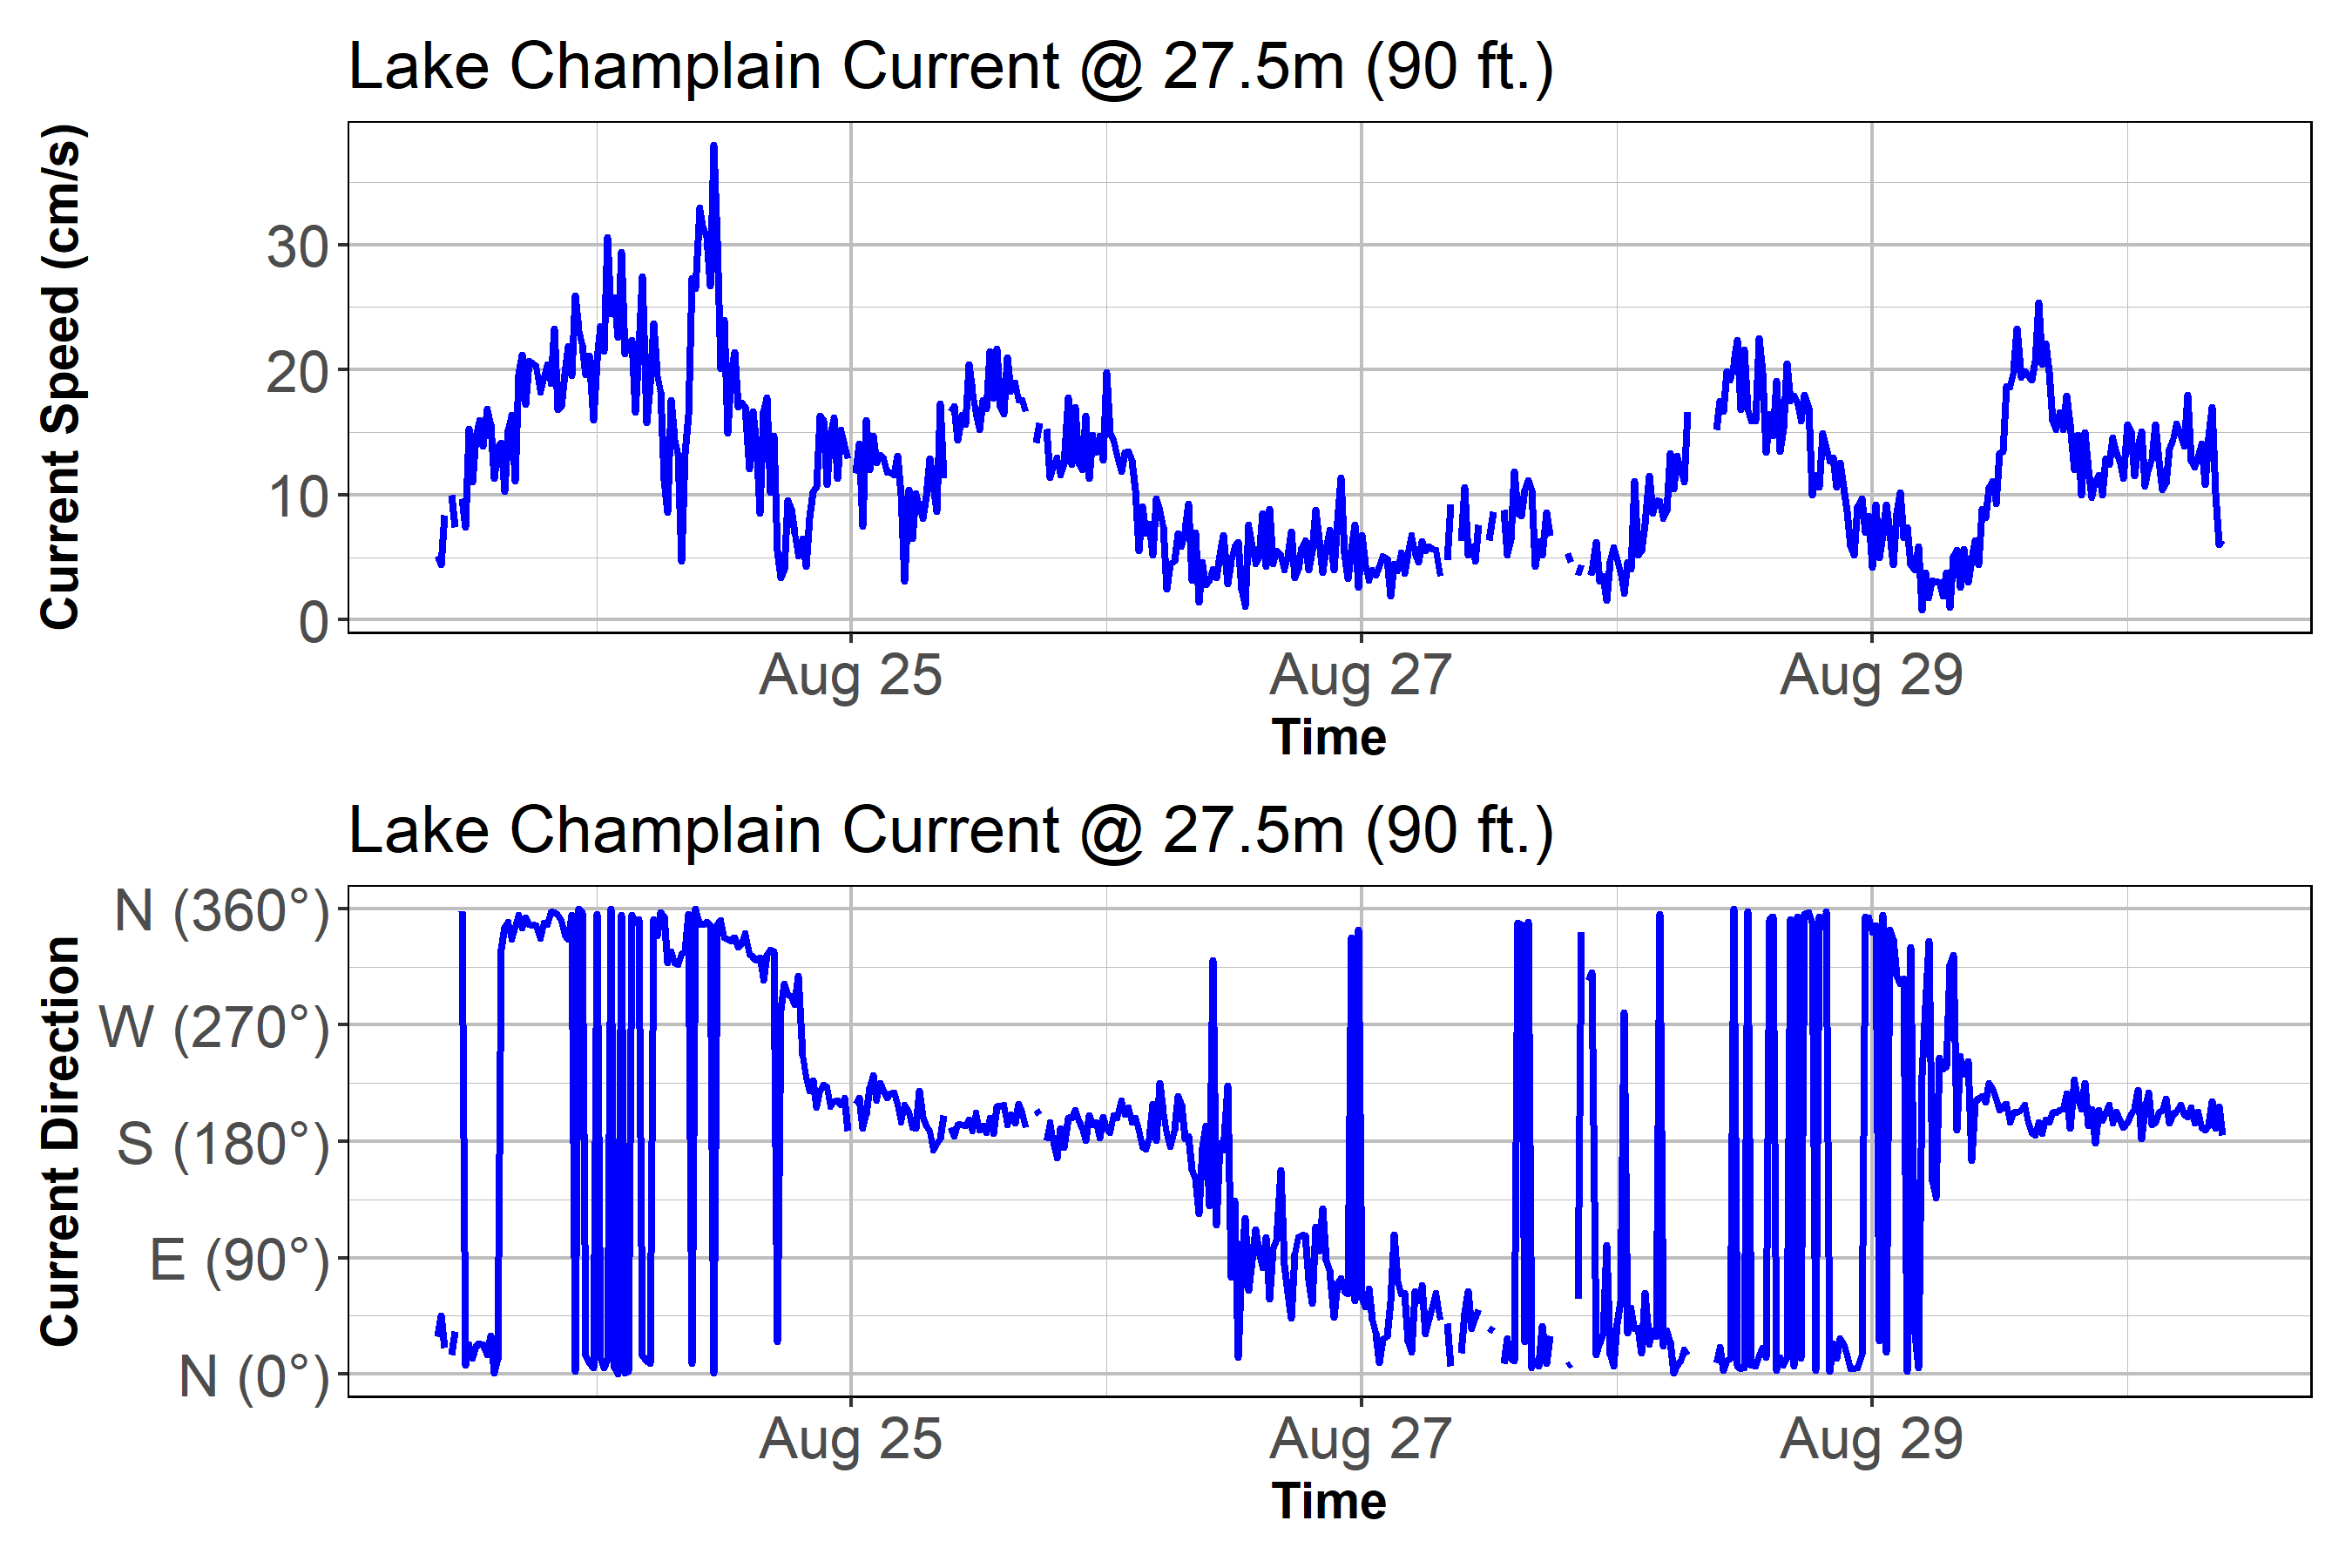 Lake Champlain Current @ 27.5m (90 ft.)
Current Speed (cm/s)
30
20
10
0
Aug 25 Aug 27 Aug 29
Time
Lake Champlain Current @ 27.5m (90 ft.)
Current Direction
N (360°)
W (270°)
S (180°)
E (90°)
N (0°)
Aug 25 Aug 27 Aug 29
Time